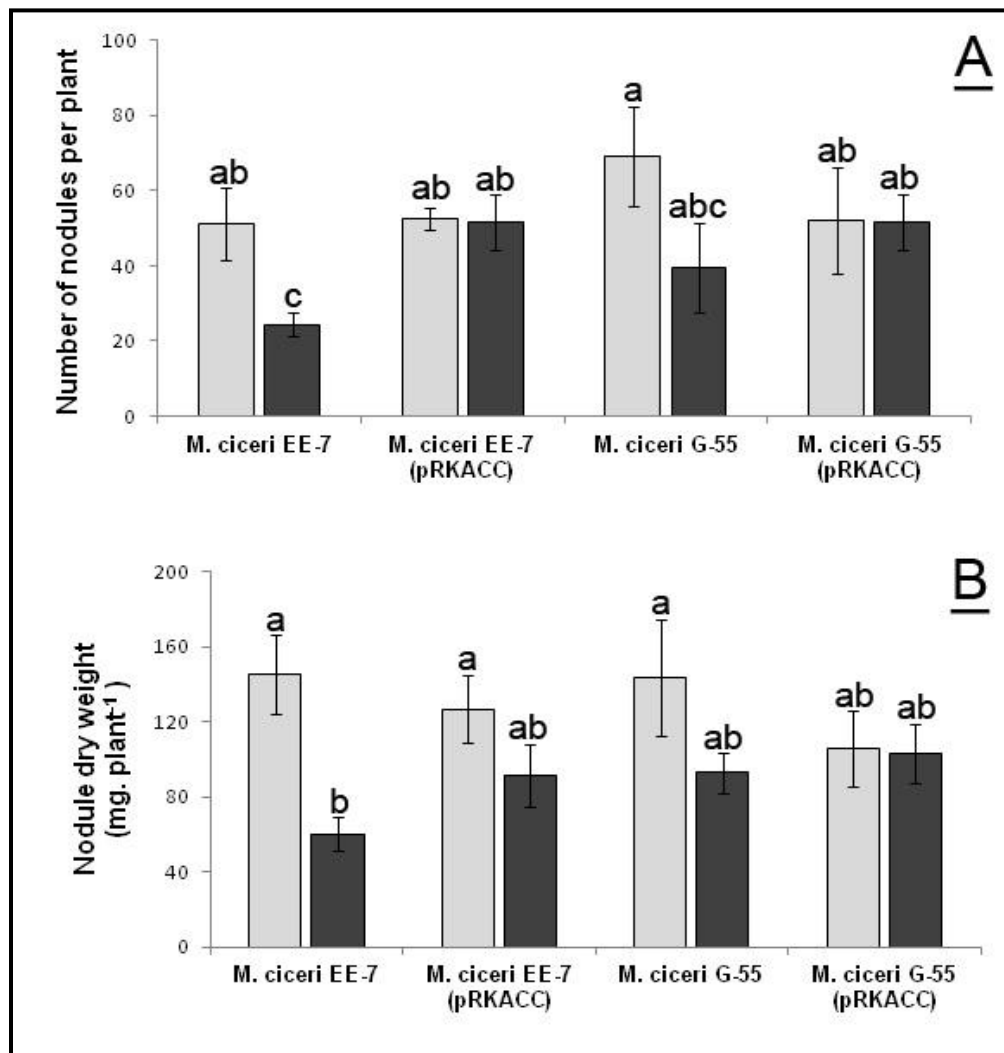 A
Number of nodules per plant
100
80
60
40
20
0
ab
c
ab
ab
a
abc
ab
ab
M. ciceri EE-7
M. ciceri EE-7
(pRKACC)
M. ciceri G-55
M. ciceri G-55
(pRKACC)
B
Nodule dry weight
(mg. plant⁻¹ )
200
160
120
80
40
0
a
b
a
ab
a
ab
ab
ab
M. ciceri EE-7
M. ciceri EE-7
(pRKACC)
M. ciceri G-55
M. ciceri G-55
(pRKACC)